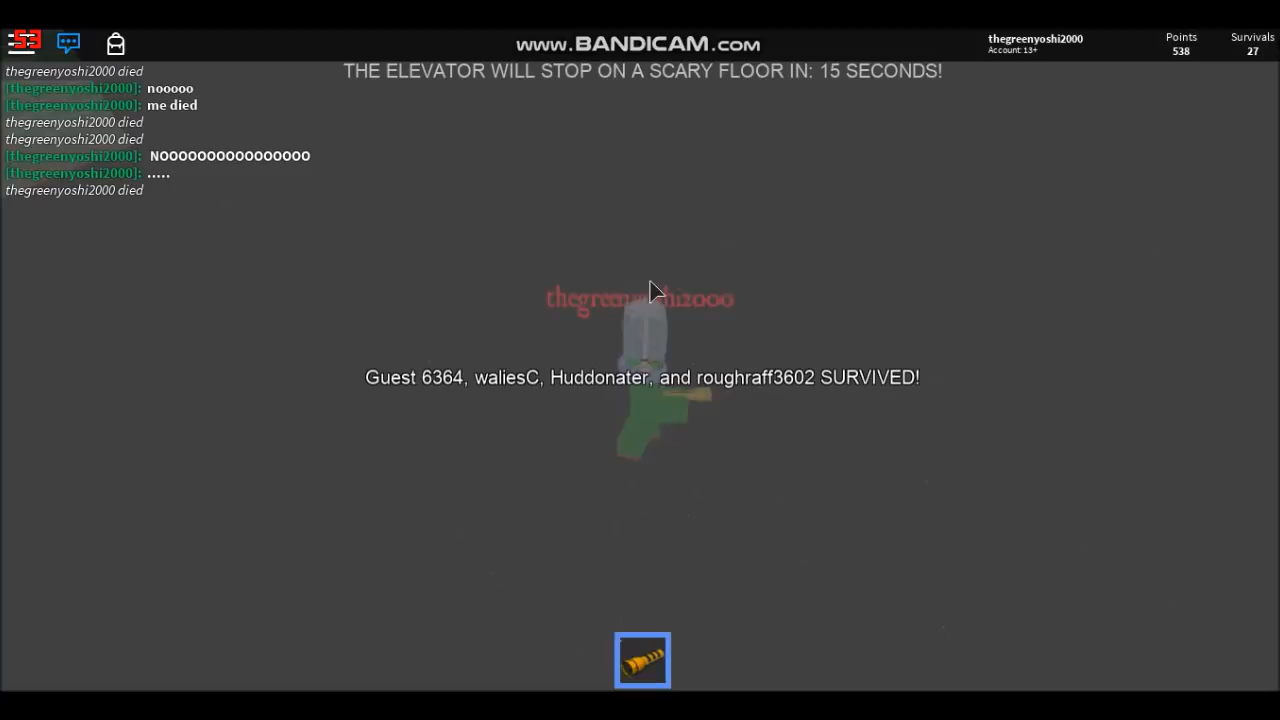 53
www.BANDICAM.com
thegreenyoshi2000
Account: 13+
Points
538
Survivals
27
THE ELEVATOR WILL STOP ON A SCARY FLOOR IN: 15 SECONDS!
thegreenyoshi2000 died
[thegreenyoshi2000]: nooooo
[thegreenyoshi2000]: me died
thegreenyoshi2000 died
thegreenyoshi2000 died
[thegreenyoshi2000]: NOOOOOOOOOOOOOOOO
[thegreenyoshi2000]: .....
thegreenyoshi2000 died
thegreenyoshi2000
Guest 6364, waliesC, Huddonater, and roughraff3602 SURVIVED!